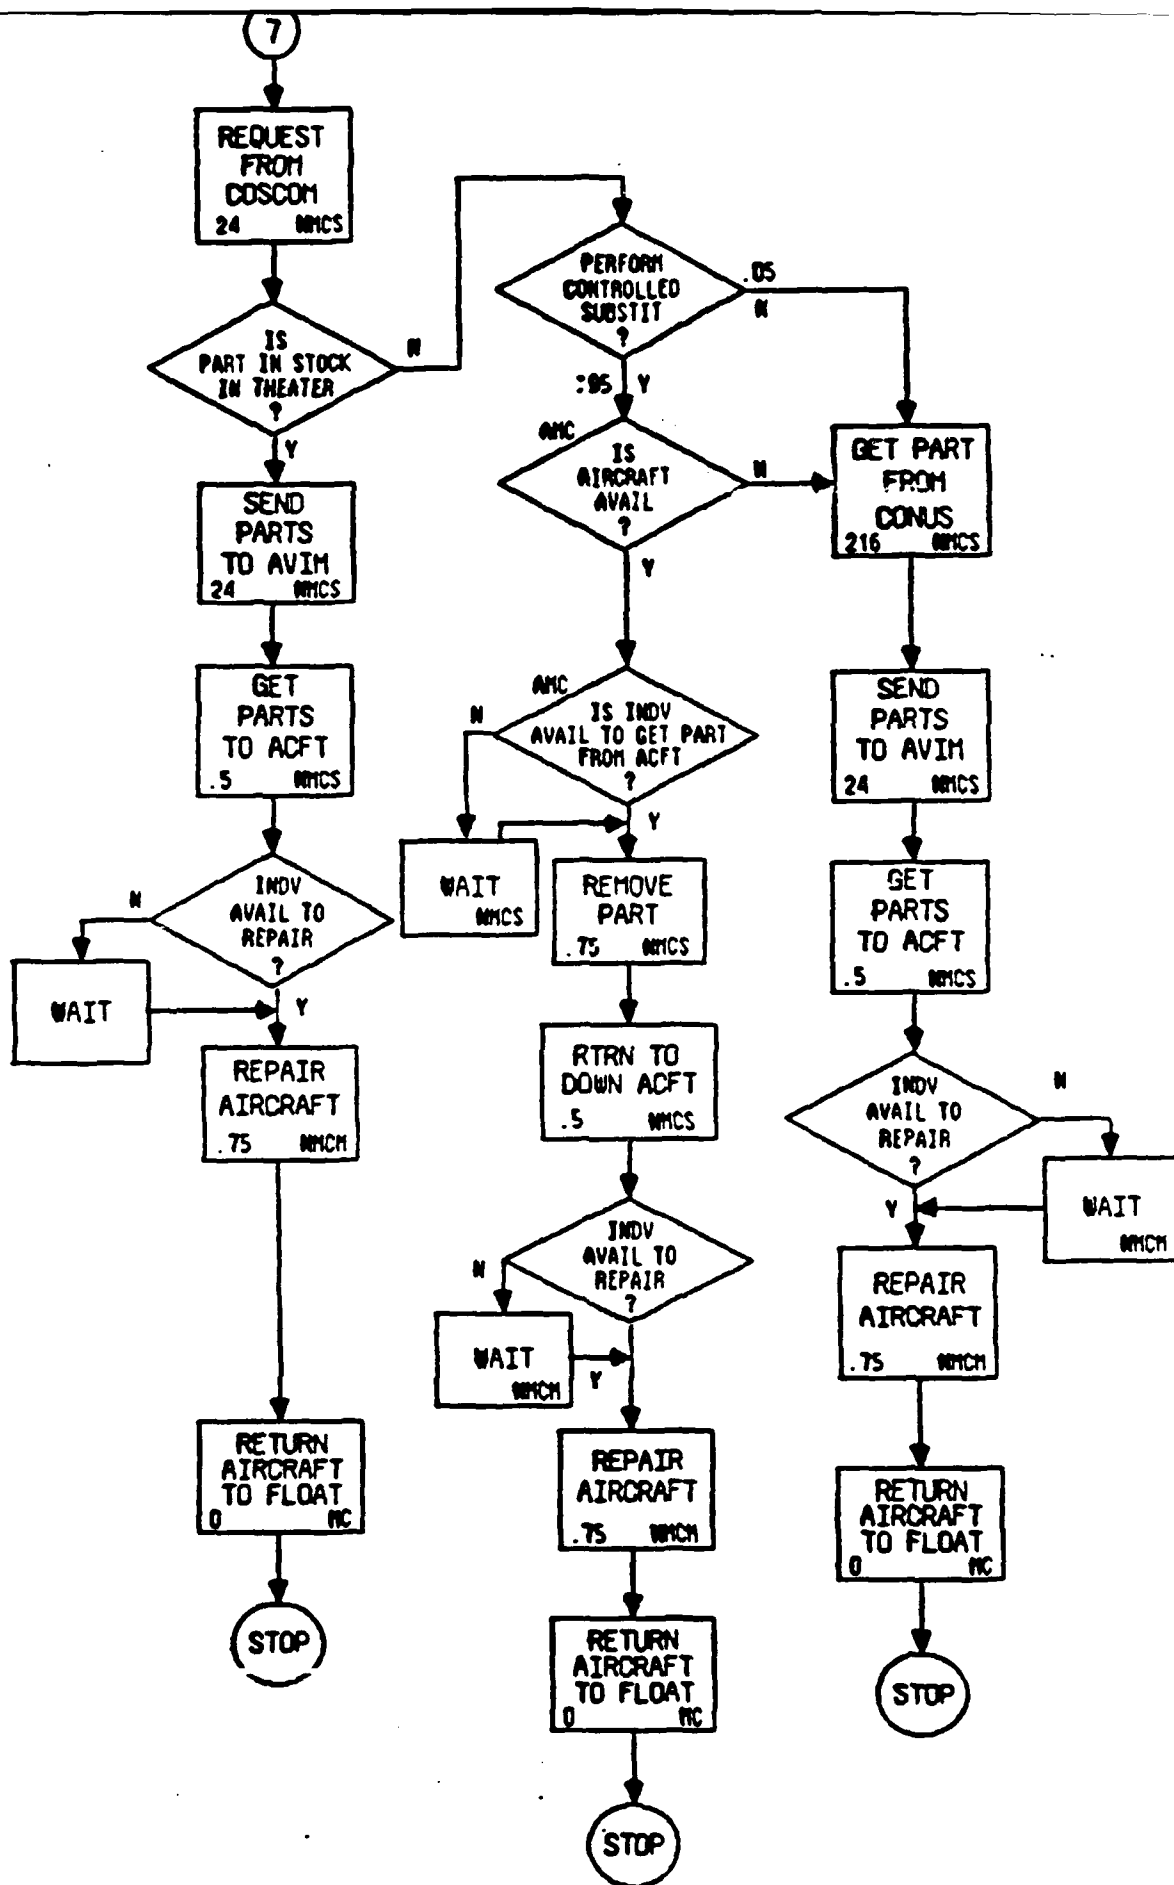 7
REQUEST
FROM
COSCOM
24 NMCS
IS
PART IN STOCK
IN THEATER
?
N
Y
SEND
PARTS
TO AVIM
24 NMCS
GET
PARTS
TO ACFT
.5 NMCS
INDV
AVAIL TO
REPAIR
?
N
Y
WAIT
REPAIR
AIRCRAFT
.75 NMCM
RETURN
AIRCRAFT
TO FLOAT
0 MC
STOP
PERFORM
CONTROLLED
SUBSTIT
?
.05
N
.95 Y
AMC
IS
AIRCRAFT
AVAIL
?
N
Y
AMC
IS INDV
AVAIL TO GET PART
FROM ACFT
?
N
Y
WAIT
NMCS
REMOVE
PART
.75 NMCS
RTRN TO
DOWN ACFT
.5 NMCS
INDV
AVAIL TO
REPAIR
?
N
WAIT
NMCM
Y
REPAIR
AIRCRAFT
.75 NMCM
RETURN
AIRCRAFT
TO FLOAT
0 MC
STOP
GET PART
FROM
CONUS
216 NMCS
SEND
PARTS
TO AVIM
24 NMCS
GET
PARTS
TO ACFT
.5 NMCS
INDV
AVAIL TO
REPAIR
?
N
Y
WAIT
NMCM
REPAIR
AIRCRAFT
.75 NMCM
RETURN
AIRCRAFT
TO FLOAT
0 MC
STOP